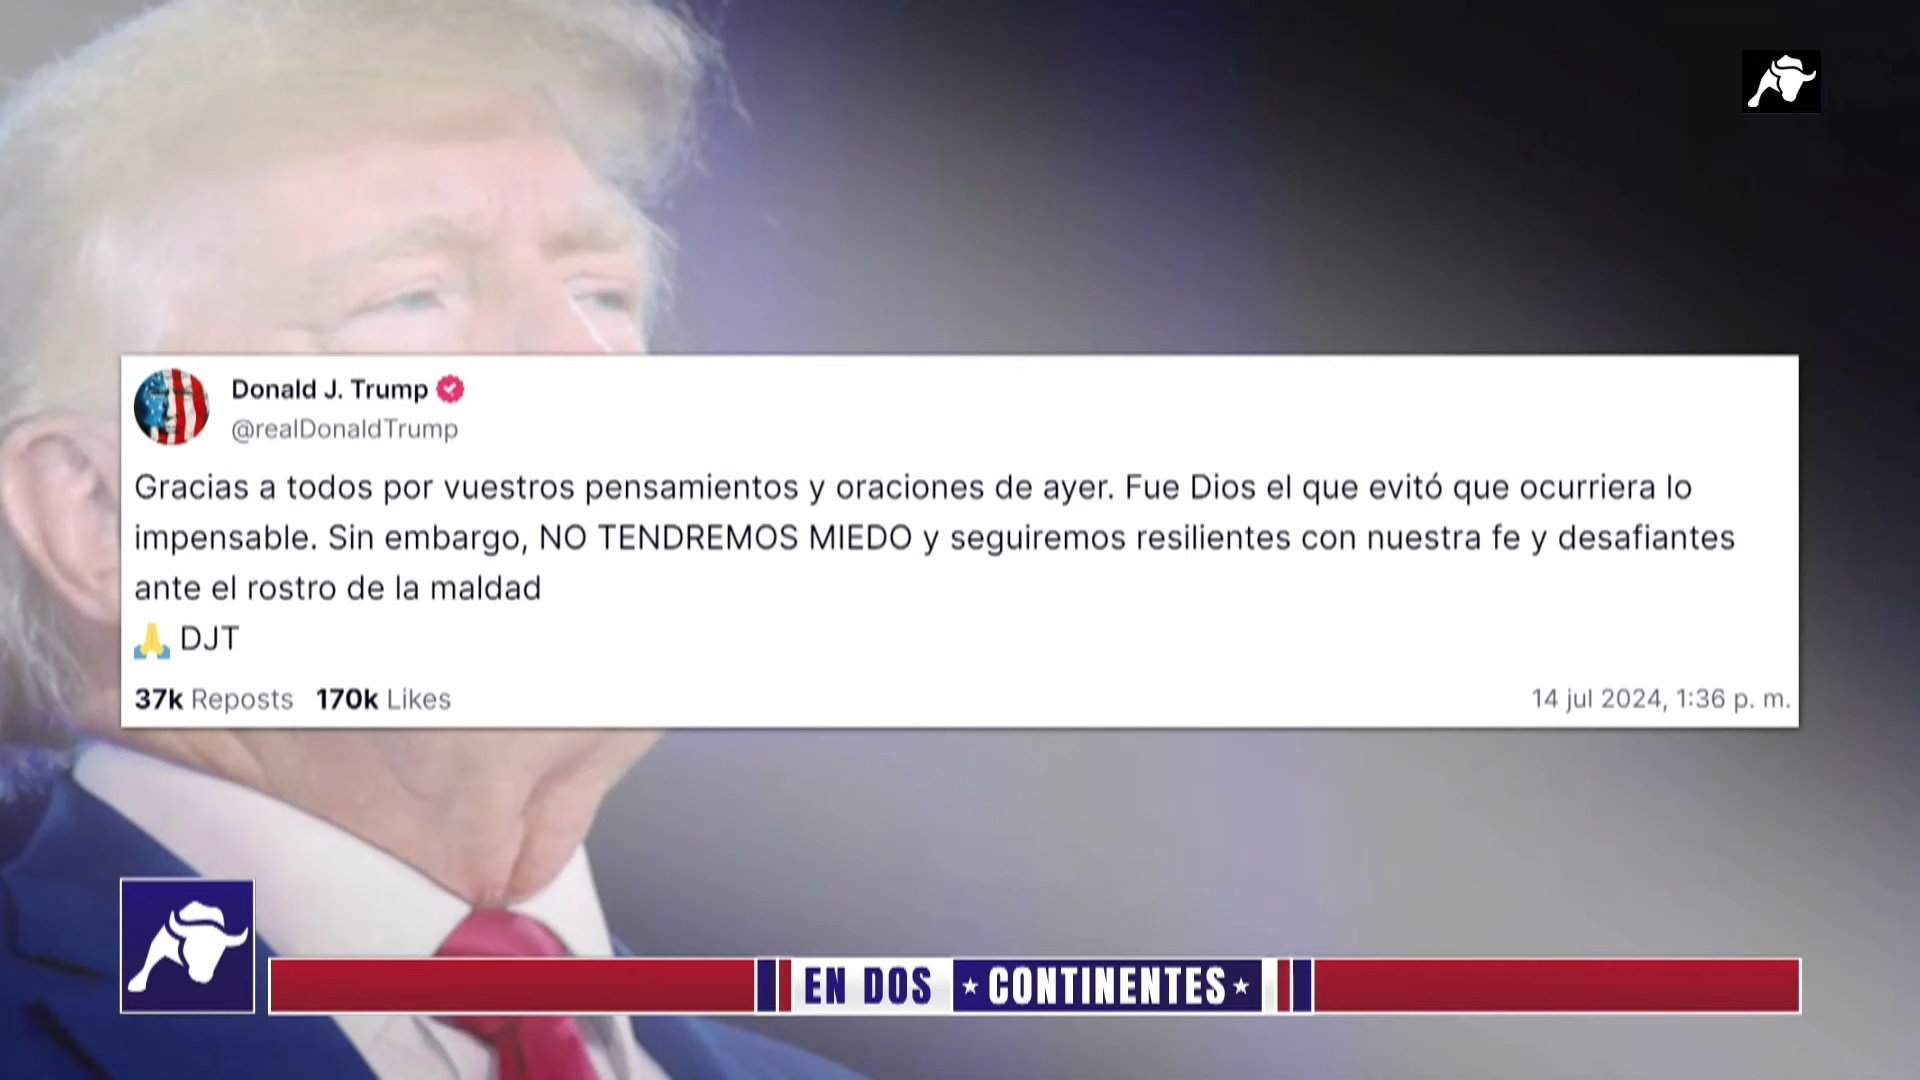 Donald J. Trump
@realDonaldTrump
Gracias a todos por vuestros pensamientos y oraciones de ayer. Fue Dios el que evitó que ocurriera lo
impensable. Sin embargo, NO TENDREMOS MIEDO y seguiremos resilientes con nuestra fe y desafiantes
ante el rostro de la maldad
🙏 DJT
37k Reposts 170k Likes
14 jul 2024, 1:36 p. m.
EN DOS ★ CONTINENTES ★